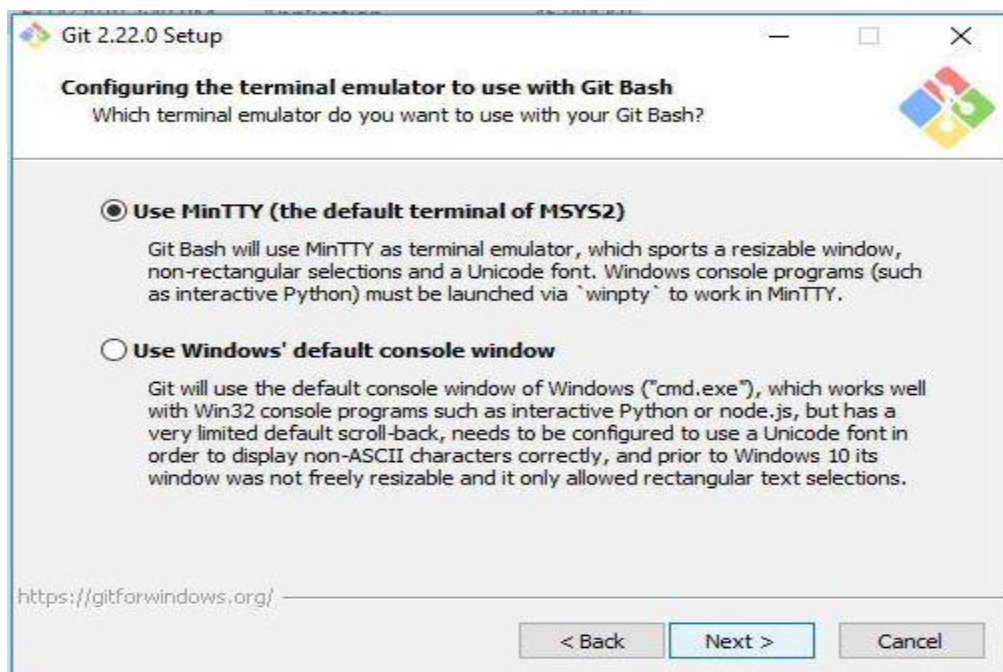 Git 2.22.0 Setup
Configuring the terminal emulator to use with Git Bash
Which terminal emulator do you want to use with your Git Bash?
Use MinTTY (the default terminal of MSYS2)
Git Bash will use MinTTY as terminal emulator, which sports a resizable window,
non-rectangular selections and a Unicode font. Windows console programs (such
as interactive Python) must be launched via `winpty` to work in MinTTY.
Use Windows' default console window
Git will use the default console window of Windows ("cmd.exe"), which works well
with Win32 console programs such as interactive Python or node.js, but has a
very limited default scroll-back, needs to be configured to use a Unicode font in
order to display non-ASCII characters correctly, and prior to Windows 10 its
window was not freely resizable and it only allowed rectangular text selections.
https://gitforwindows.org/
< Back
Next >
Cancel